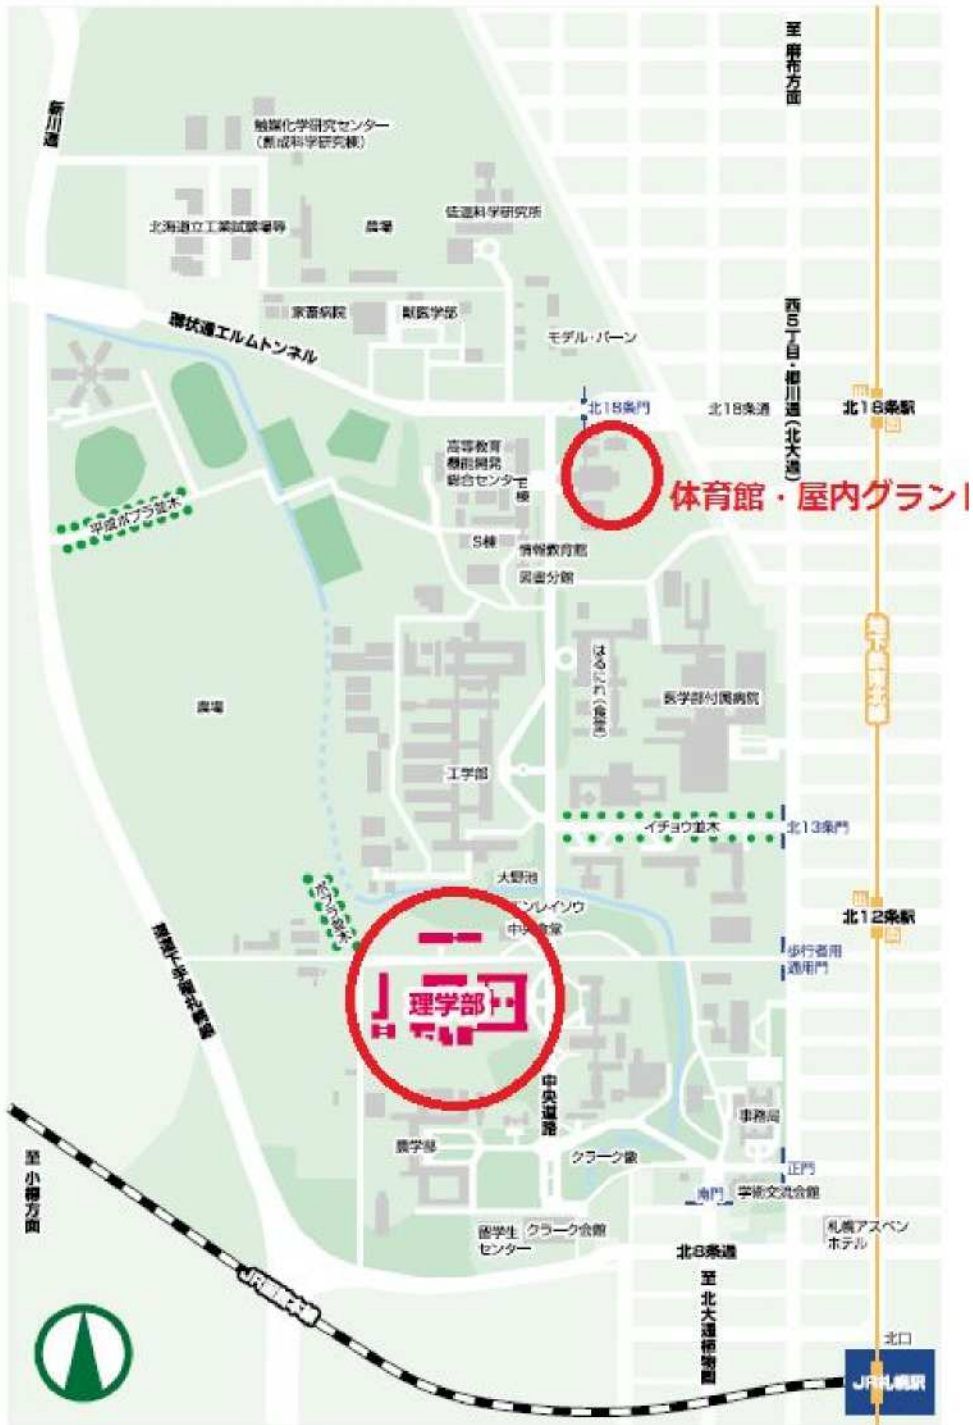 至 麻布方面
新川通
触媒化学研究センター
(創成科学研究棟)
北海道立工業試験場等
農場
低温科学研究所
家畜病院
獣医学部
環状通エルムトンネル
モデル・バーン
西5丁目・樽川通(北大通)
北18条門
北18条通
北18条駅
高等教育
機能開発
総合センター
E棟
体育館・屋内グランド
平成ポプラ並木
S棟
情報教育館
図書分館
地下鉄南北線
はるにれ(食堂)
医学部付属病院
農場
工学部
イチョウ並木
北13条門
大野池
ポプラ並木
エンレイソウ
中央食堂
北12条駅
歩行者用
通用門
理学部
中央道路
事務局
農学部
クラーク像
正門
南門
学術交流会館
至 小樽方面
留学生
センター
クラーク会館
札幌アスペン
ホテル
北8条通
至 北大植物園
北口
JR札幌駅